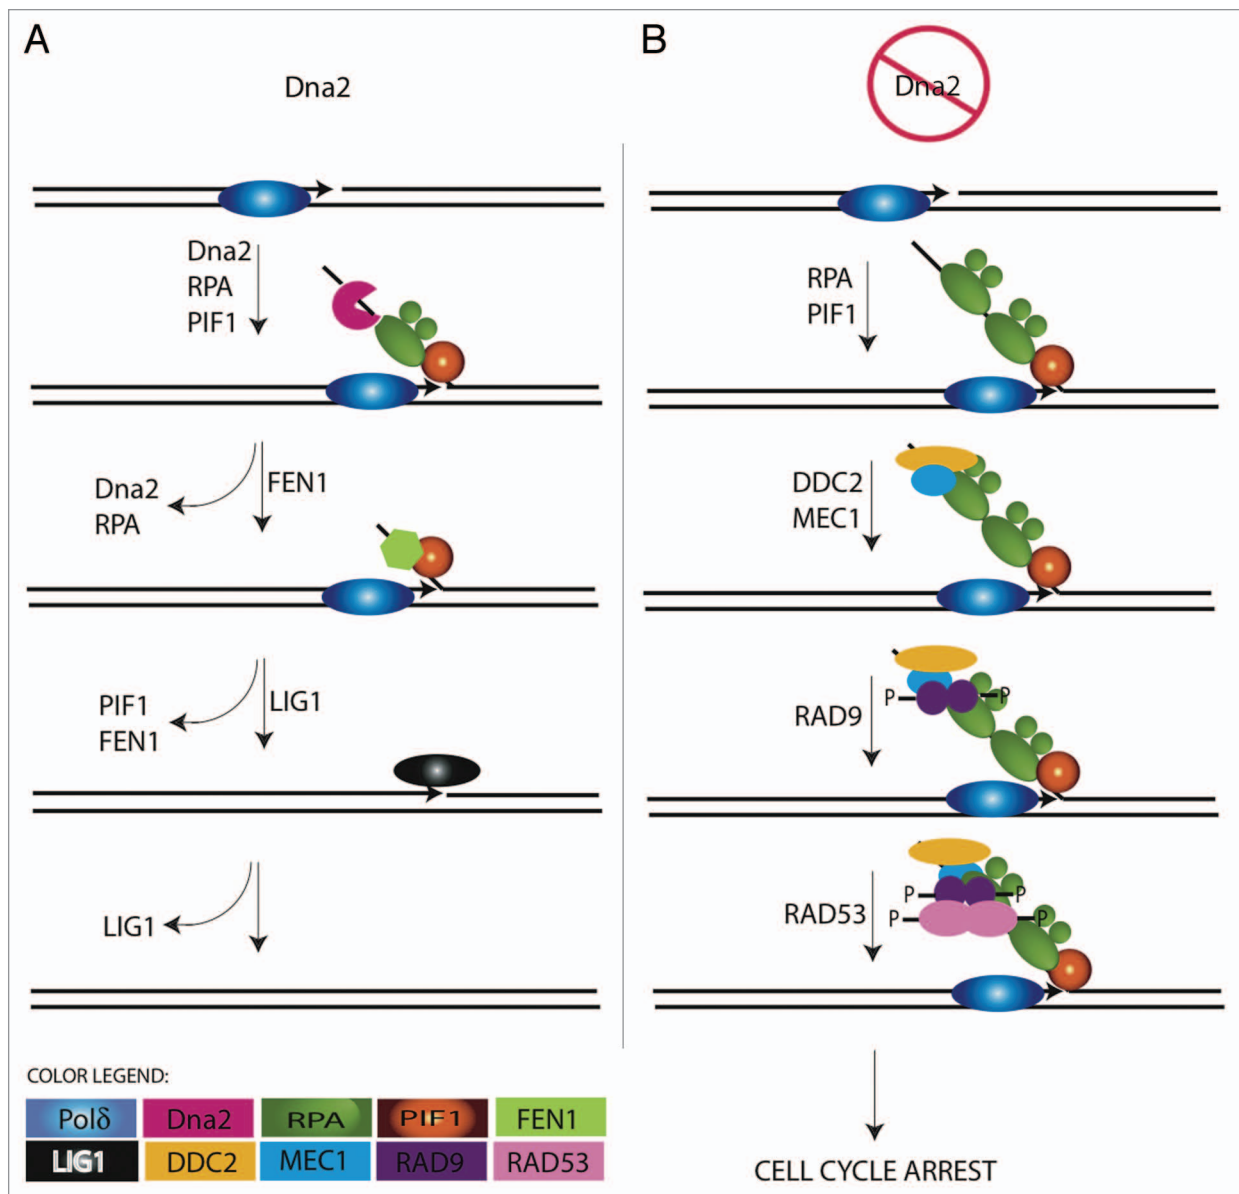 A
Dna2
Dna2
RPA
PIF1
Dna2
RPA
FEN1
PIF1
FEN1
LIG1
LIG1
B
Dna2
RPA
PIF1
DDC2
MEC1
RAD9
P
P
RAD53
P
P
P
P
CELL CYCLE ARREST
COLOR LEGEND:
Polδ Dna2 RPA PIF1 FEN1
LIG1 DDC2 MEC1 RAD9 RAD53